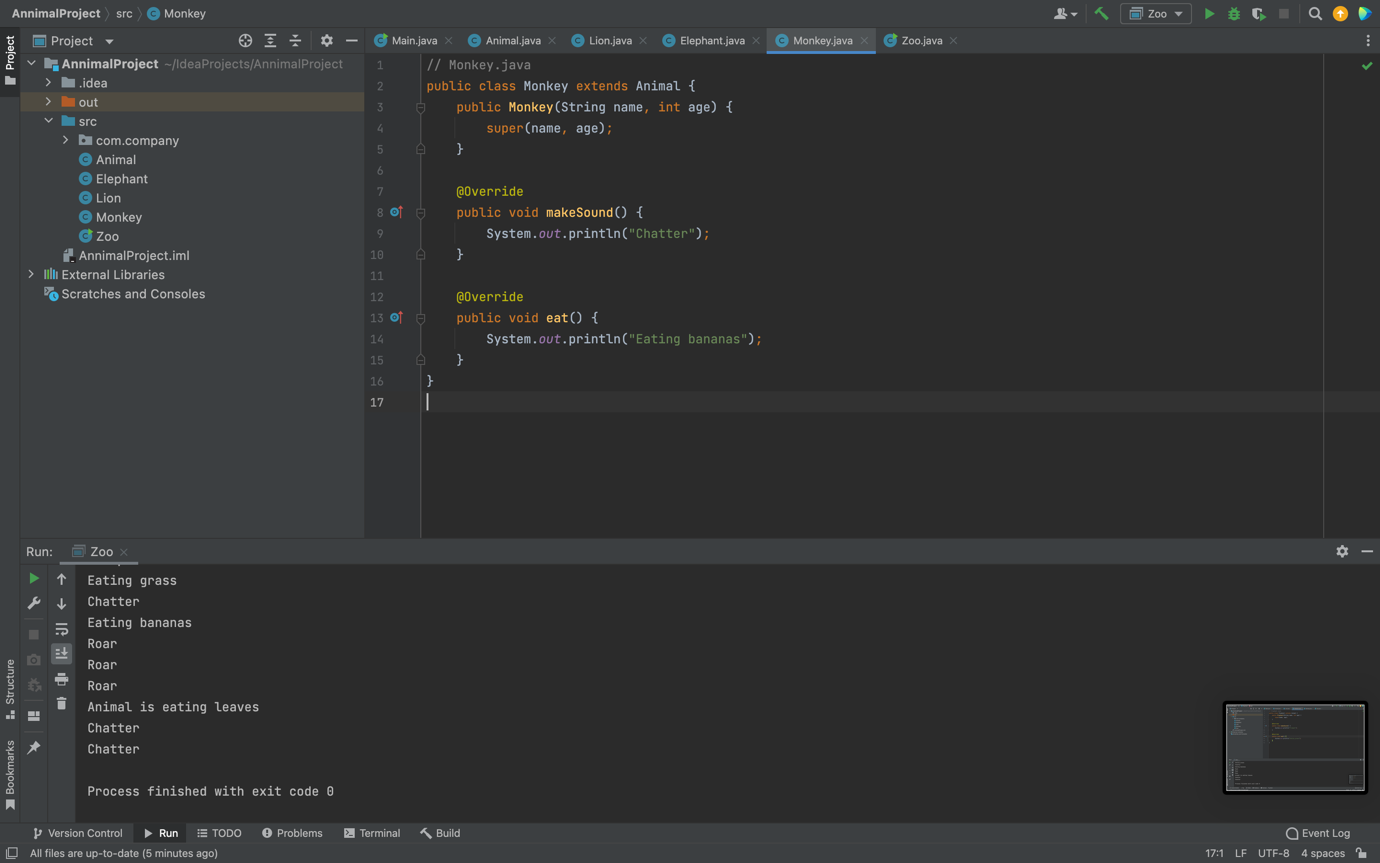 AnnimalProject src Monkey
Zoo
Project
Main.java Animal.java Lion.java Elephant.java Monkey.java Zoo.java
Project
AnnimalProject ~/IdeaProjects/AnnimalProject
.idea
out
src
com.company
Animal
Elephant
Lion
Monkey
Zoo
AnnimalProject.iml
External Libraries
Scratches and Consoles
1 // Monkey.java
2 public class Monkey extends Animal {
3 public Monkey(String name, int age) {
4 super(name, age);
5 }
6
7 @Override
8 public void makeSound() {
9 System.out.println("Chatter");
10 }
11
12 @Override
13 public void eat() {
14 System.out.println("Eating bananas");
15 }
16 }
17
Run: Zoo
Eating grass
Chatter
Eating bananas
Roar
Roar
Roar
Animal is eating leaves
Chatter
Chatter
Process finished with exit code 0
Structure
Bookmarks
Version Control Run TODO Problems Terminal Build Event Log
All files are up-to-date (5 minutes ago) 17:1 LF UTF-8 4 spaces